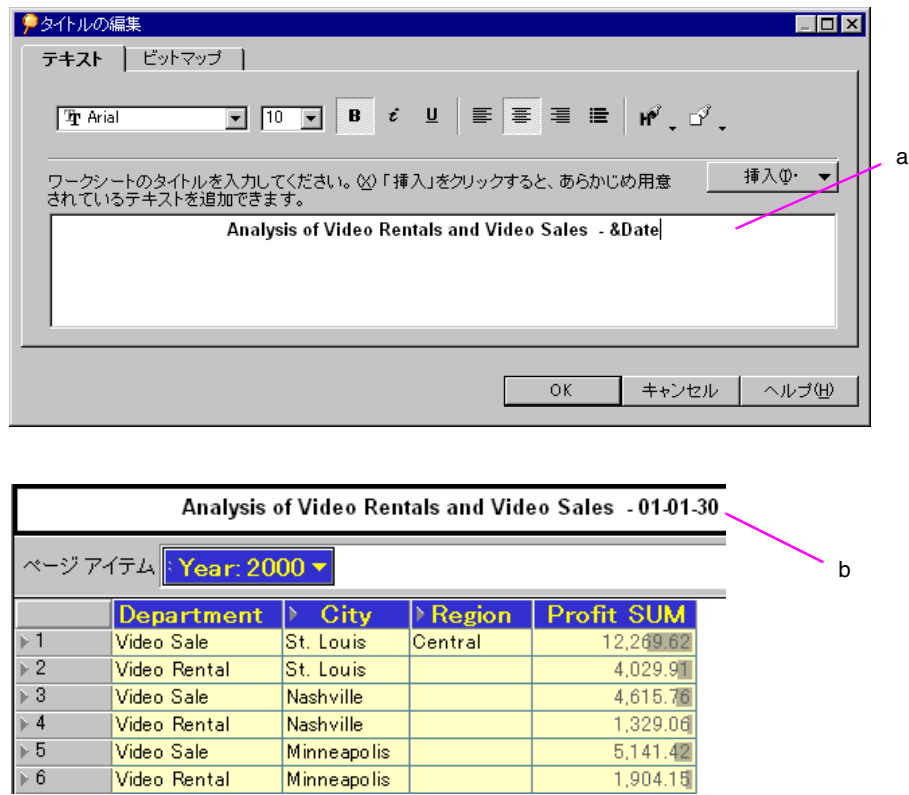 タイトルの編集
テキスト ビットマップ
Arial 10 B i U
a
ワークシートのタイトルを入力してください。(X)「挿入」をクリックすると、あらかじめ用意
されているテキストを追加できます。
挿入(I)･
Analysis of Video Rentals and Video Sales - &Date
OK キャンセル ヘルプ(H)
Analysis of Video Rentals and Video Sales - 01-01-30
b
ページ アイテム Year: 2000
Department City Region Profit SUM
1 Video Sale St. Louis Central 12,269.62
2 Video Rental St. Louis 4,029.91
3 Video Sale Nashville 4,615.76
4 Video Rental Nashville 1,329.06
5 Video Sale Minneapolis 5,141.42
6 Video Rental Minneapolis 1,904.15